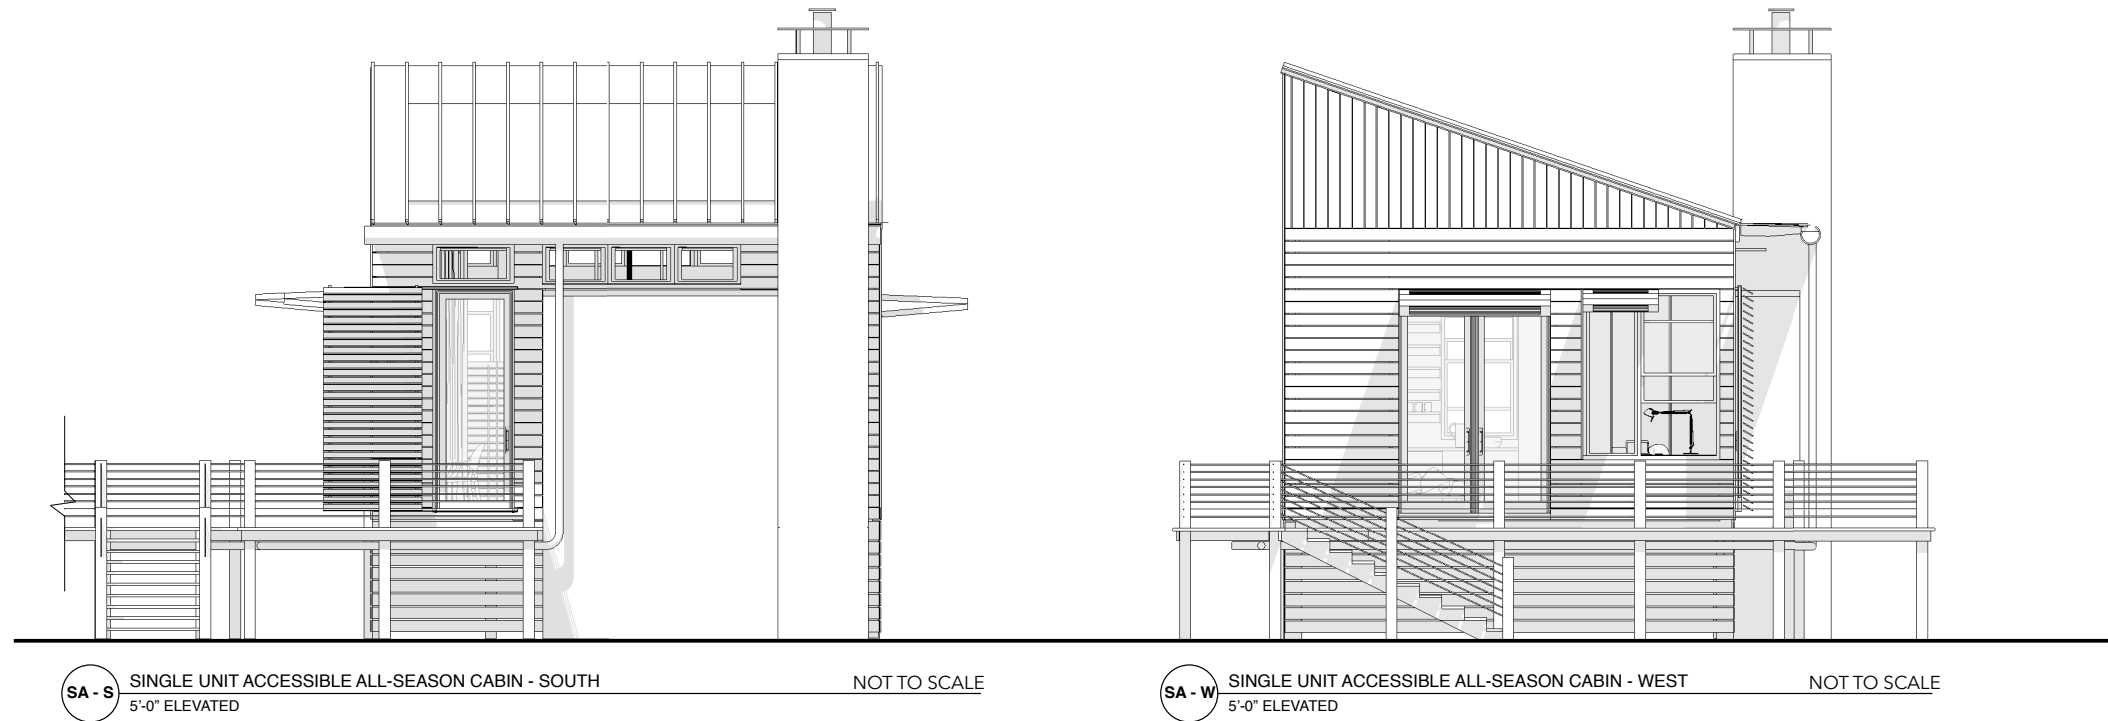 SA - S
SINGLE UNIT ACCESSIBLE ALL-SEASON CABIN - SOUTH
NOT TO SCALE
5'-0" ELEVATED
SA - W
SINGLE UNIT ACCESSIBLE ALL-SEASON CABIN - WEST
NOT TO SCALE
5'-0" ELEVATED